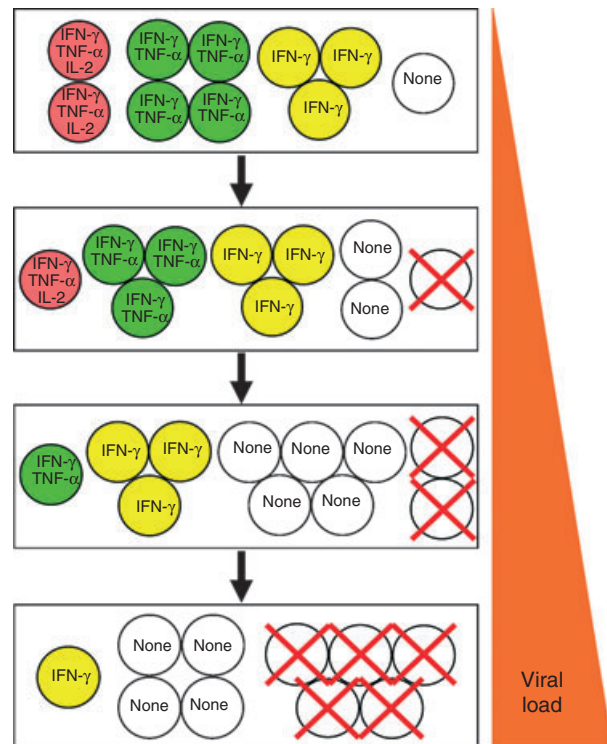 IFN-γ
TNF-α
IL-2
IFN-γ
TNF-α
IL-2
IFN-γ
TNF-α
IFN-γ
TNF-α
IFN-γ
TNF-α
IFN-γ
TNF-α
IFN-γ
IFN-γ
IFN-γ
None
IFN-γ
TNF-α
IL-2
IFN-γ
TNF-α
IFN-γ
TNF-α
IFN-γ
TNF-α
IFN-γ
IFN-γ
IFN-γ
None
None
IFN-γ
TNF-α
IFN-γ
IFN-γ
IFN-γ
None
None
None
None
None
IFN-γ
None
None
None
None
Viral
load